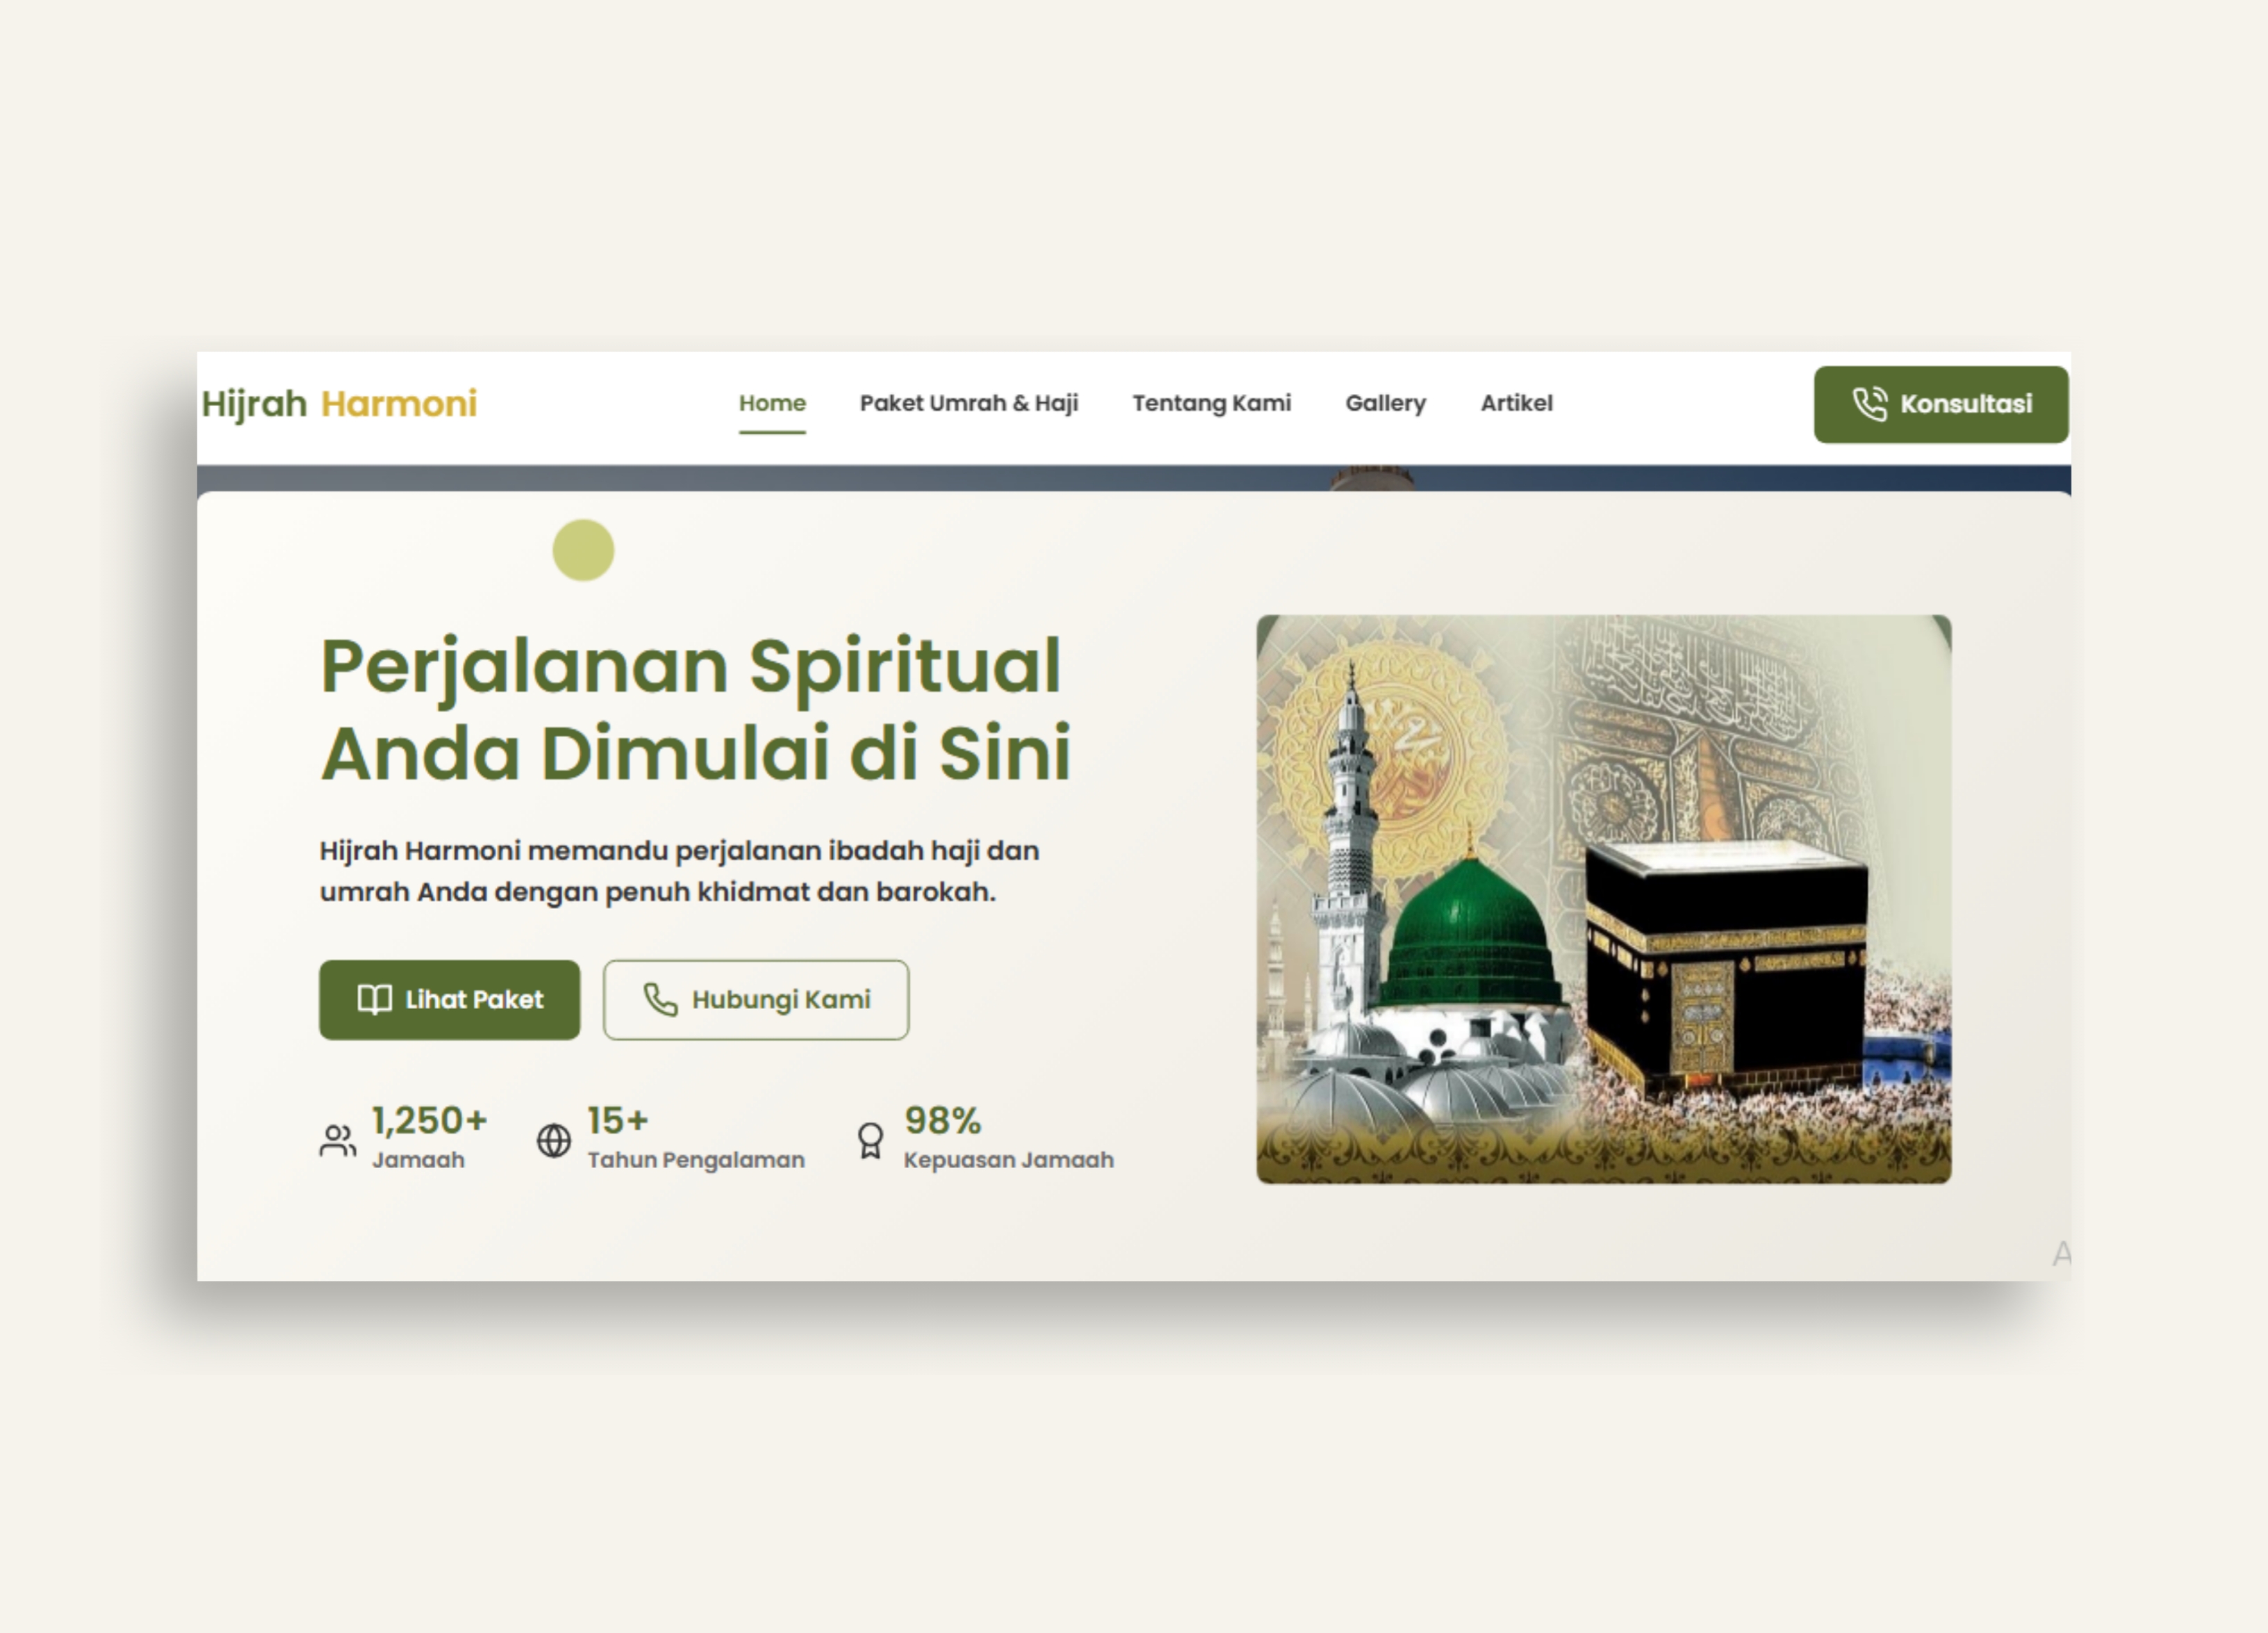 Hijrah Harmoni
Home
Paket Umrah & Haji
Tentang Kami
Gallery
Artikel
Konsultasi
Perjalanan Spiritual
Anda Dimulai di Sini
Hijrah Harmoni memandu perjalanan ibadah haji dan
umrah Anda dengan penuh khidmat dan barokah.
Lihat Paket
Hubungi Kami
1,250+
Jamaah
15+
Tahun Pengalaman
98%
Kepuasan Jamaah
A